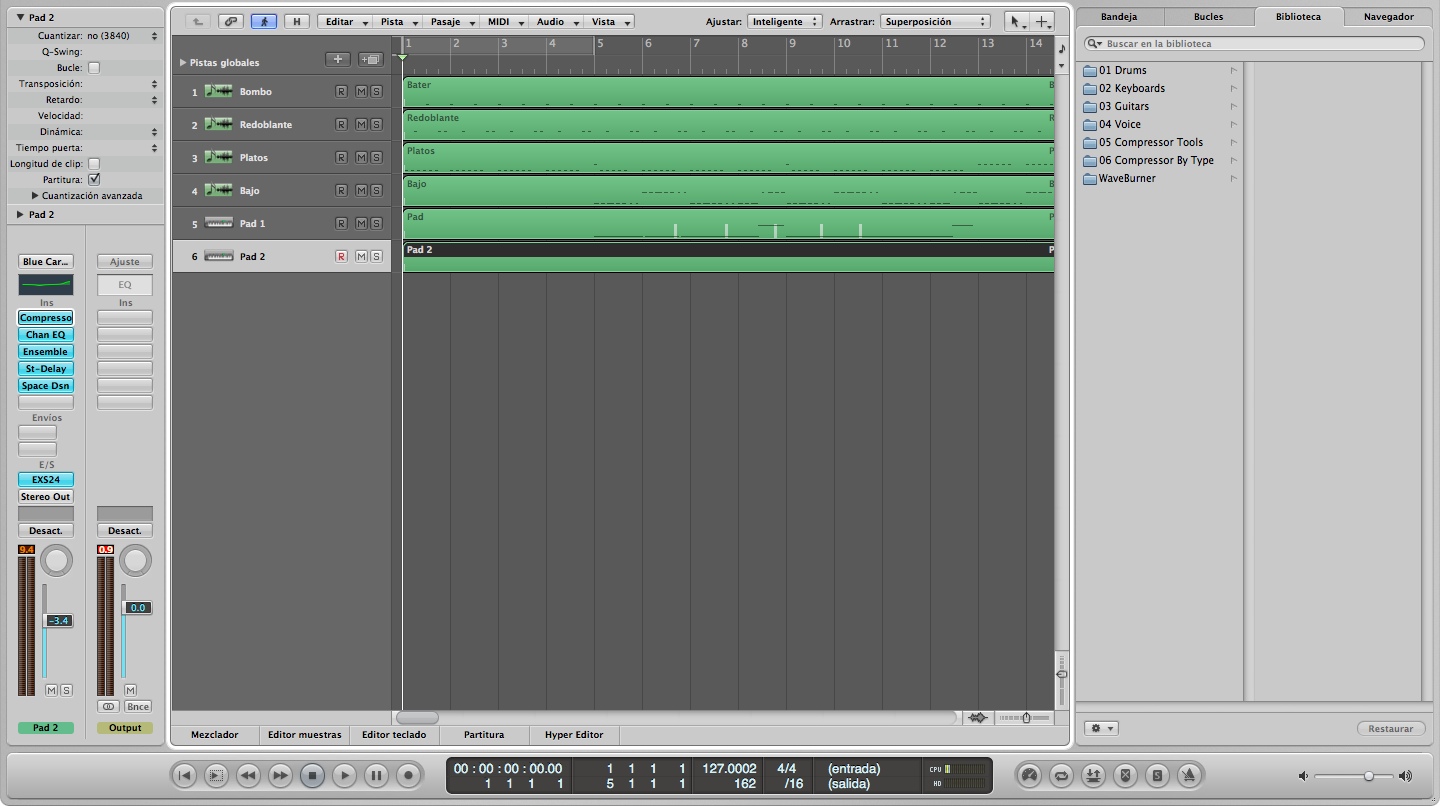 Pad 2
Cuantizar: no (3840)
Q-Swing:
Bucle:
Transposición:
Retardo:
Velocidad:
Dinámica:
Tiempo puerta:
Longitud de clip:
Partitura:
Cuantización avanzada
Pad 2
Blue Car... Ajuste
EQ
Ins Ins
Compresso
Chan EQ
Ensemble
St-Delay
Space Dsn
Envíos
E/S
EXS24
Stereo Out
Desact. Desact.
9.4 0.9
-3.4 0.0
M S M
Bnce
Pad 2 Output
H Editar Pista Pasaje MIDI Audio Vista Ajustar: Inteligente Arrastrar: Superposición
1 2 3 4 5 6 7 8 9 10 11 12 13 14
Pistas globales
1 Bombo R M S
2 Redoblante R M S
3 Platos R M S
4 Bajo R M S
5 Pad 1 R M S
6 Pad 2 R M S
Bater B
Redoblante R
Platos P
Bajo B
Pad P
Pad 2 P
Mezclador Editor muestras Editor teclado Partitura Hyper Editor
Bandeja Bucles Biblioteca Navegador
Buscar en la biblioteca
01 Drums
02 Keyboards
03 Guitars
04 Voice
05 Compressor Tools
06 Compressor By Type
WaveBurner
Restaurar
00 : 00 : 00 : 00.00 1 1 1 1 127.0002 4/4 (entrada) CPU
1 1 1 1 5 1 1 1 162 /16 (salida) HD
S